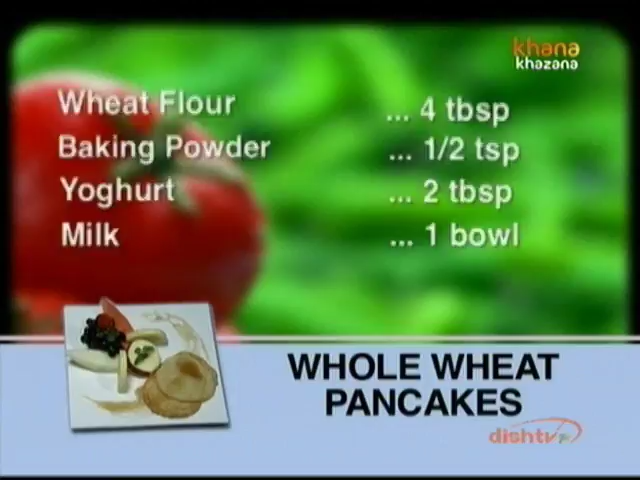 khana
khazana
Wheat Flour ... 4 tbsp
Baking Powder ... 1/2 tsp
Yoghurt ... 2 tbsp
Milk ... 1 bowl
WHOLE WHEAT
PANCAKES
dishtv